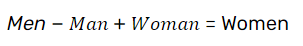 Men − Man + Woman = Women